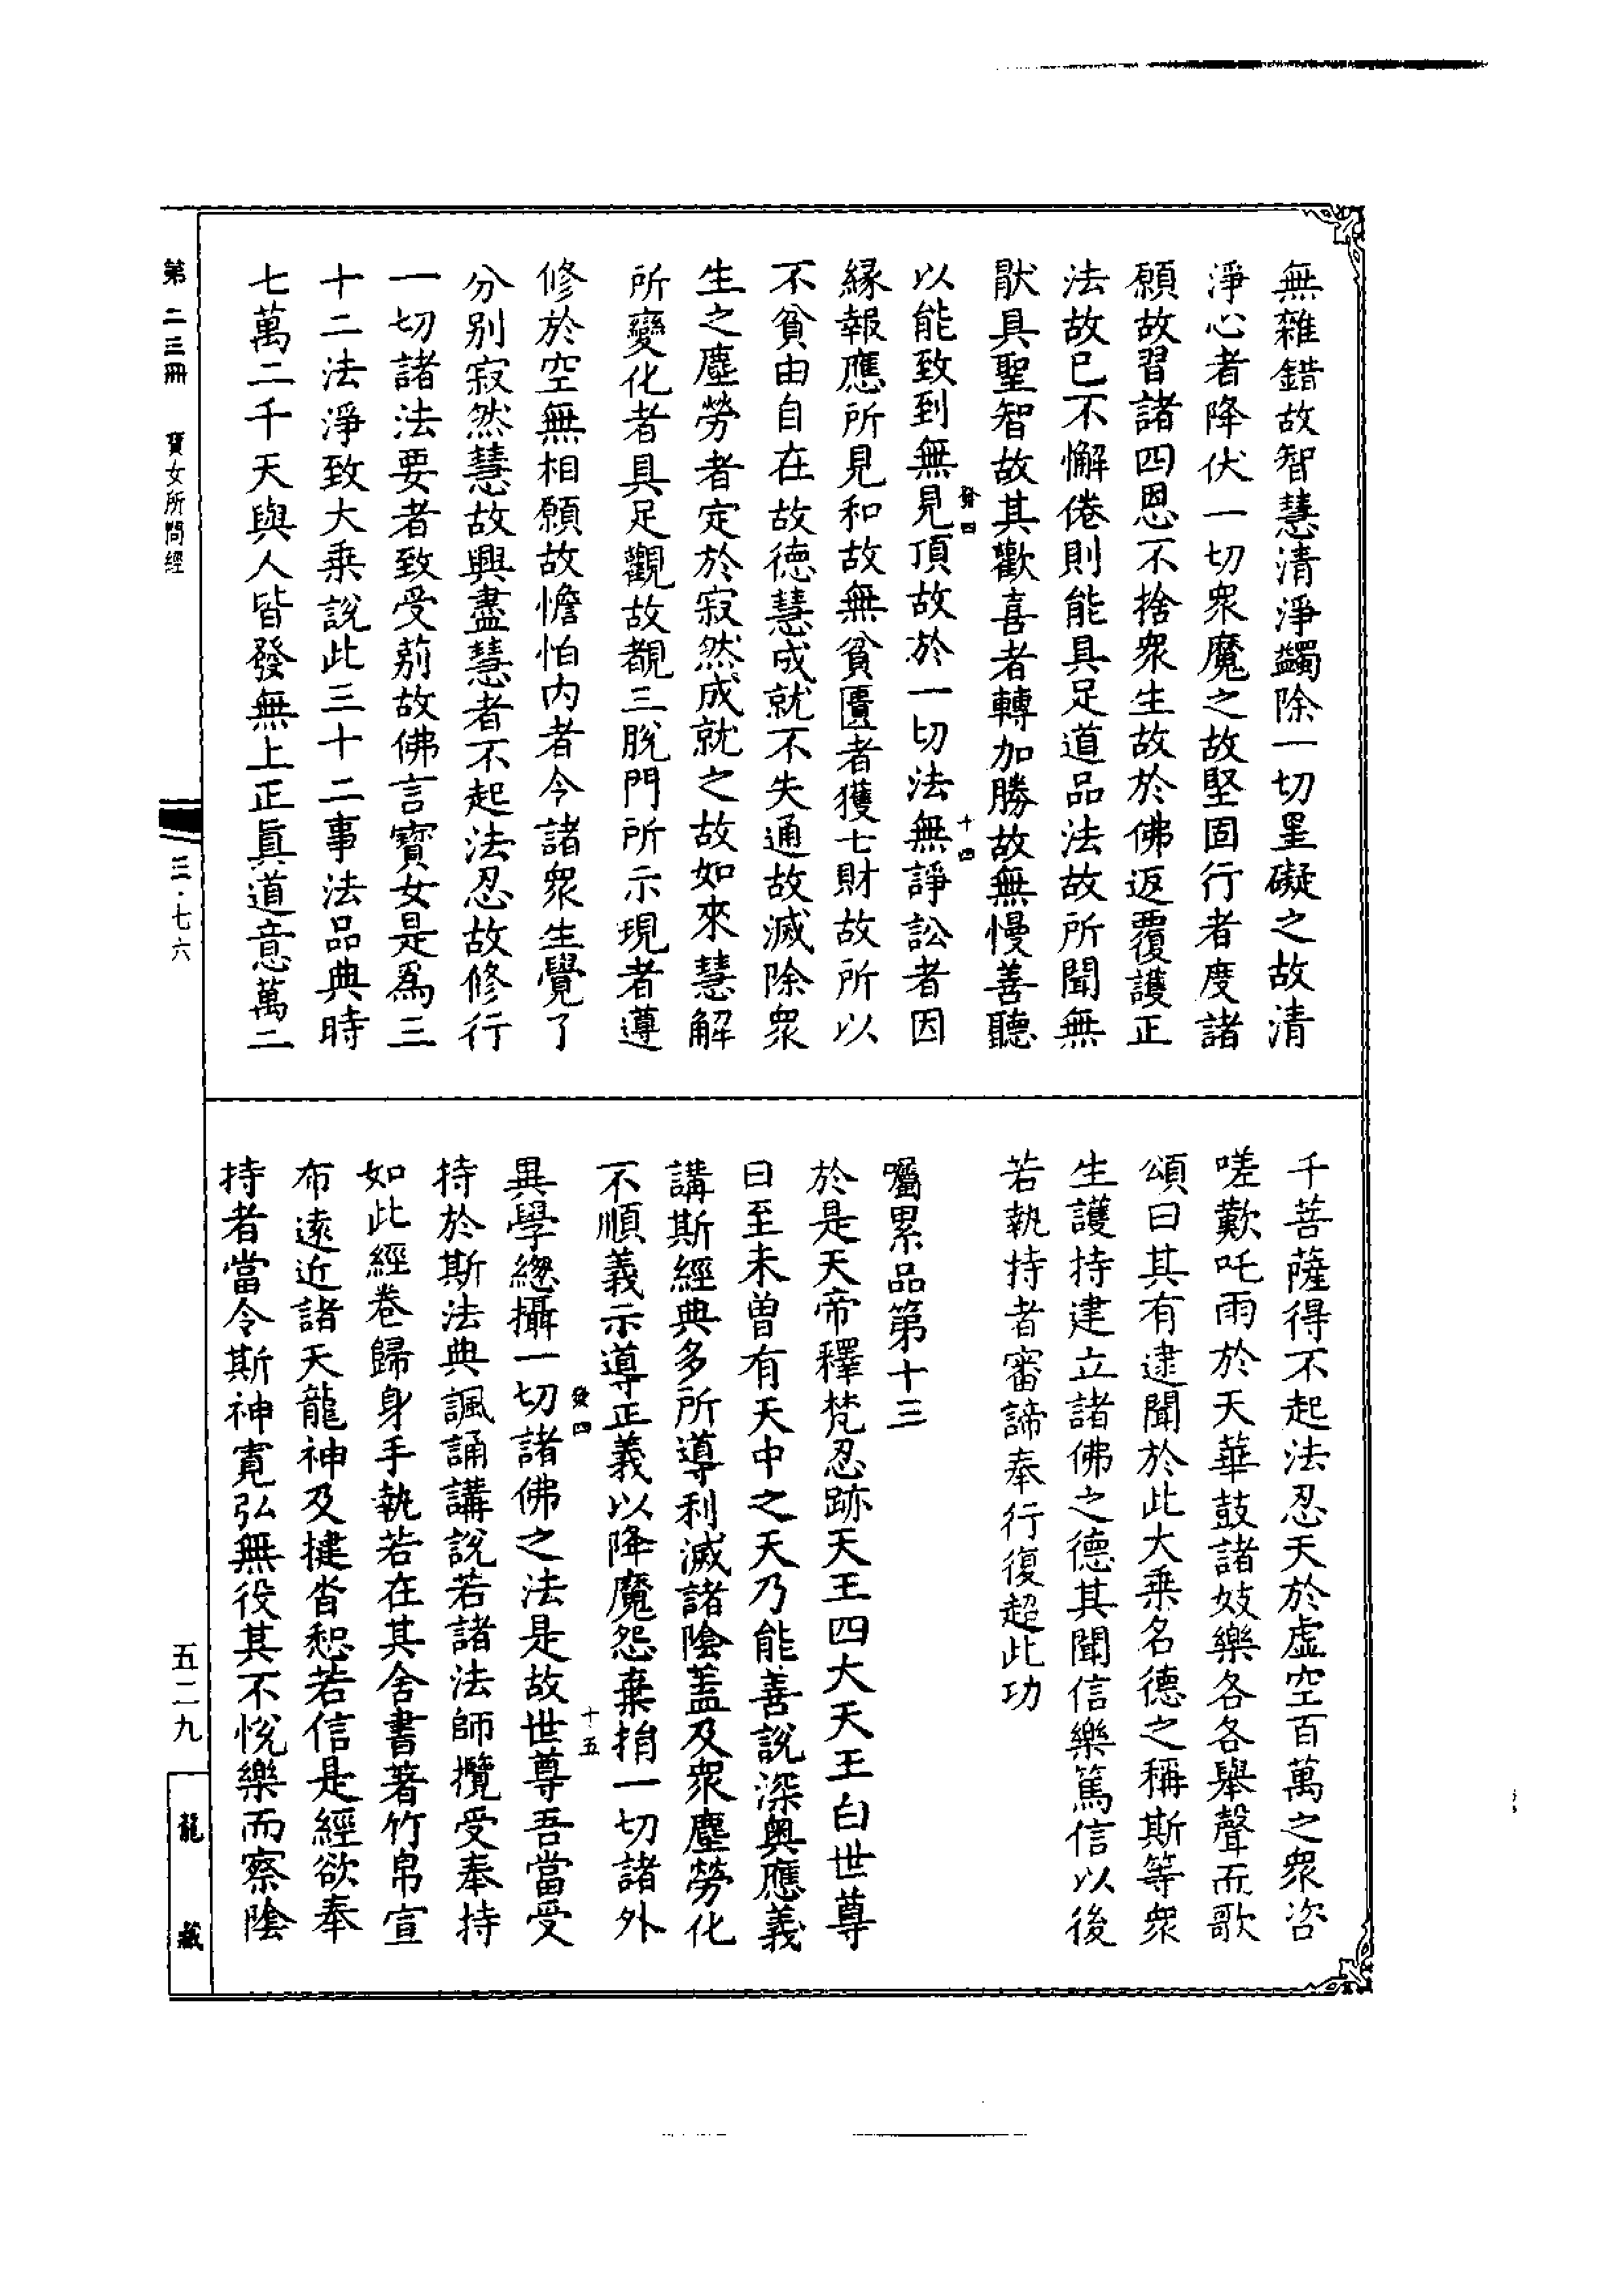 無雜錯故智慧清淨蠲除一切罣礙之故清
淨心者降伏一切衆魔之故堅固行者度諸
願故習諸四恩不捨衆生故於佛返覆護正
法故已不懈倦則能具足道品法故所聞無
猒具聖智故其歡喜者轉加勝故無慢善聽
以能致到無見頂故於一切法無諍訟者因
發四
十四
緣報應所見和故無貧匱者獲七財故所以
不貧由自在故德慧成就不失通故滅除衆
生之塵勞者定於寂然成就之故如來慧解
所變化者具足觀故覩三脫門所示現者遵
修於空無相願故憺怕內者今諸衆生覺了
分別寂然慧故興盡慧者不起法忍故修行
一切諸法要者致受莂故佛言寶女是爲三
十二法淨致大乘說此三十二事法品典時
七萬二千天與人皆發無上正眞道意萬二
千菩薩得不起法忍天於虛空百萬之衆咨
嗟歎吒雨於天華鼓諸妓樂各各舉聲而歌
頌曰其有逮聞於此大乘名德之稱斯等衆
生護持建立諸佛之德其聞信樂篤信以後
若執持者審諦奉行復超此功
囑累品第十三
於是天帝釋梵忍跡天王四大天王白世尊
曰至未曾有天中之天乃能善說深奥應義
講斯經典多所導利滅諸陰蓋及衆塵勞化
不順義示導正義以降魔怨棄捐一切諸外
發四
十五
異學緫攝一切諸佛之法是故世尊吾當受
持於斯法典諷誦講說若諸法師攬受奉持
如此經卷歸身手執若在其舍書著竹帛宣
布遠近諸天龍神及揵沓惒若信是經欲奉
持者當令斯神寬弘無役其不悅樂而察陰
第二三冊
寶女所問經
三·七六
五二九
龍藏